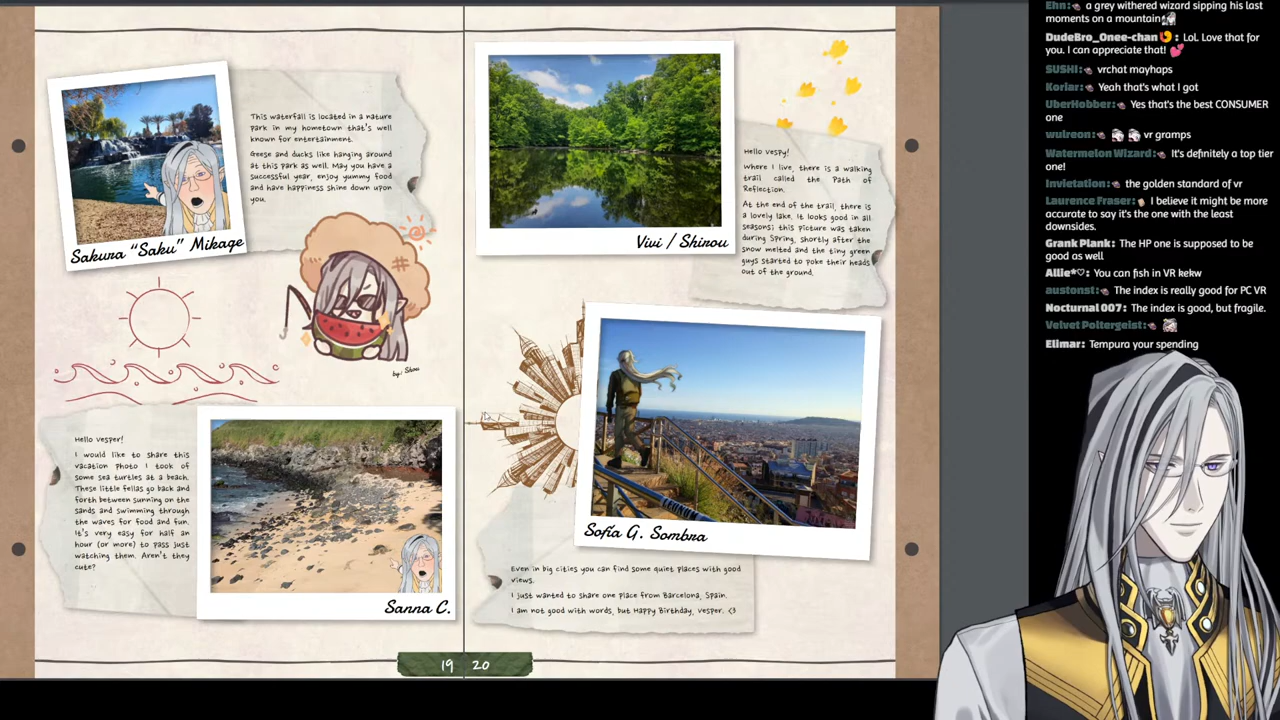 This waterfall is located in a nature
park in my hometown that's well
known for entertainment.
Geese and ducks like hanging around
at this park as well. May you have a
successful year, enjoy yummy food
and have happiness shine down upon
you.
Sakura "Saku" Mikage
by: Shou
Hello Vesper!
I would like to share this
vacation photo I took of
some sea turtles at a beach.
These little fellas go back and
forth between sunning on the
sands and swimming through
the waves for food and fun.
It's very easy for half an
hour (or more) to pass just
watching them. Aren't they
cute?
Sanna C.
Vivi / Shirou
Hello Vespy!
Where I live, there is a walking
trail called the Path of
Reflection.
At the end of the trail, there is
a lovely lake. It looks good in all
seasons; this picture was taken
during Spring, shortly after the
snow melted and the tiny green
guys started to poke their heads
out of the ground.
Sofía G. Sombra
Even in big cities you can find some quiet places with good
views.
I just wanted to share one place from Barcelona, Spain.
I am not good with words, but Happy Birthday, Vesper. <3
19 20
Ehn: a grey withered wizard sipping his last
moments on a mountain
DudeBro_Onee-chan: LoL. Love that for
you. I can appreciate that!
SUSHI: vrchat mayhaps
Koriar: Yeah that's what I got
UberHobber: Yes that's the best CONSUMER
one
wulreon: vr gramps
Watermelon Wizard: It's definitely a top tier
one!
Invietation: the golden standard of vr
Laurence Fraser: I believe it might be more
accurate to say it's the one with the least
downsides.
Grank Plank: The HP one is supposed to be
good as well
Allie*♡: You can fish in VR kekw
austonst: The index is really good for PC VR
Nocturnal 007: The index is good, but fragile.
Velvet Poltergeist:
Elimar: Tempura your spending